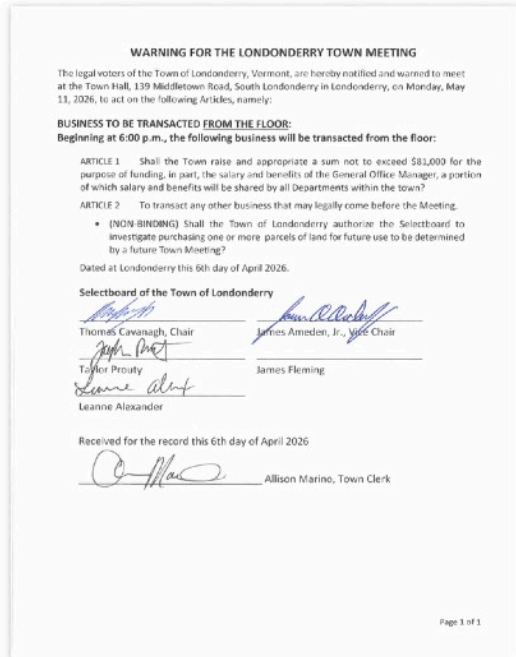 WARNING FOR THE LONDONDERRY TOWN MEETING
The legal voters of the Town of Londonderry, Vermont, are hereby notified and warned to meet
at the Town Hall, 139 Middletown Road, South Londonderry in Londonderry, on Monday, May
11, 2026, to act on the following Articles, namely:
BUSINESS TO BE TRANSACTED FROM THE FLOOR:
Beginning at 6:00 p.m., the following business will be transacted from the floor:
ARTICLE 1 Shall the Town raise and appropriate a sum not to exceed $81,000 for the
purpose of funding, in part, the salary and benefits of the General Office Manager, a portion
of which salary and benefits will be shared by all Departments within the town?
ARTICLE 2 To transact any other business that may legally come before the Meeting.
• (NON-BINDING) Shall the Town of Londonderry authorize the Selectboard to
investigate purchasing one or more parcels of land for future use to be determined
by a future Town Meeting?
Dated at Londonderry this 6th day of April 2026.
Selectboard of the Town of Londonderry
Thomas Cavanagh, Chair James Ameden, Jr., Vice Chair
Taylor Prouty James Fleming
Leanne Alexander
Received for the record this 6th day of April 2026
Allison Marino, Town Clerk
Page 1 of 1